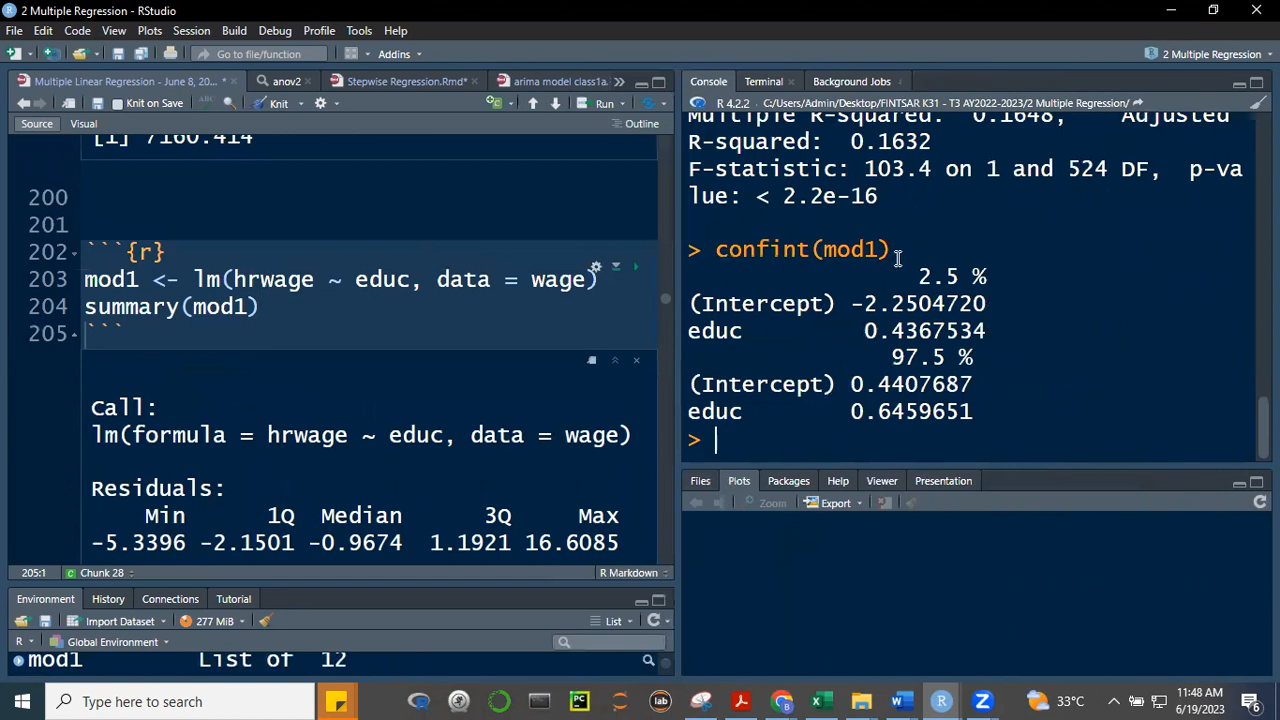 2 Multiple Regression - RStudio
File Edit Code View Plots Session Build Debug Profile Tools Help
Go to file/function Addins 2 Multiple Regression
Multiple Linear Regression - June 8, 20... anov2 Stepwise Regression.Rmd* arima model class1a.
Knit on Save Knit Run
Source Visual Outline
[1] 7160.414
200
201
202 ```{r}
203 mod1 <- lm(hrwage ~ educ, data = wage)
204 summary(mod1)
205 ```
Call:
lm(formula = hrwage ~ educ, data = wage)
Residuals:
Min 1Q Median 3Q Max
-5.3396 -2.1501 -0.9674 1.1921 16.6085
205:1 Chunk 28 R Markdown
Environment History Connections Tutorial
Import Dataset 277 MiB List
R Global Environment
mod1 List of 12
Console Terminal Background Jobs
R 4.2.2 . C:/Users/Admin/Desktop/FINTSAR K31 - T3 AY2022-2023/2 Multiple Regression/
Multiple R-squared: 0.1648, Adjusted
R-squared: 0.1632
F-statistic: 103.4 on 1 and 524 DF, p-va
lue: < 2.2e-16
> confint(mod1)
2.5 %
(Intercept) -2.2504720
educ 0.4367534
97.5 %
(Intercept) 0.4407687
educ 0.6459651
>
Files Plots Packages Help Viewer Presentation
Zoom Export
Type here to search
PC
lab
33°C
11:48 AM
6/19/2023
6